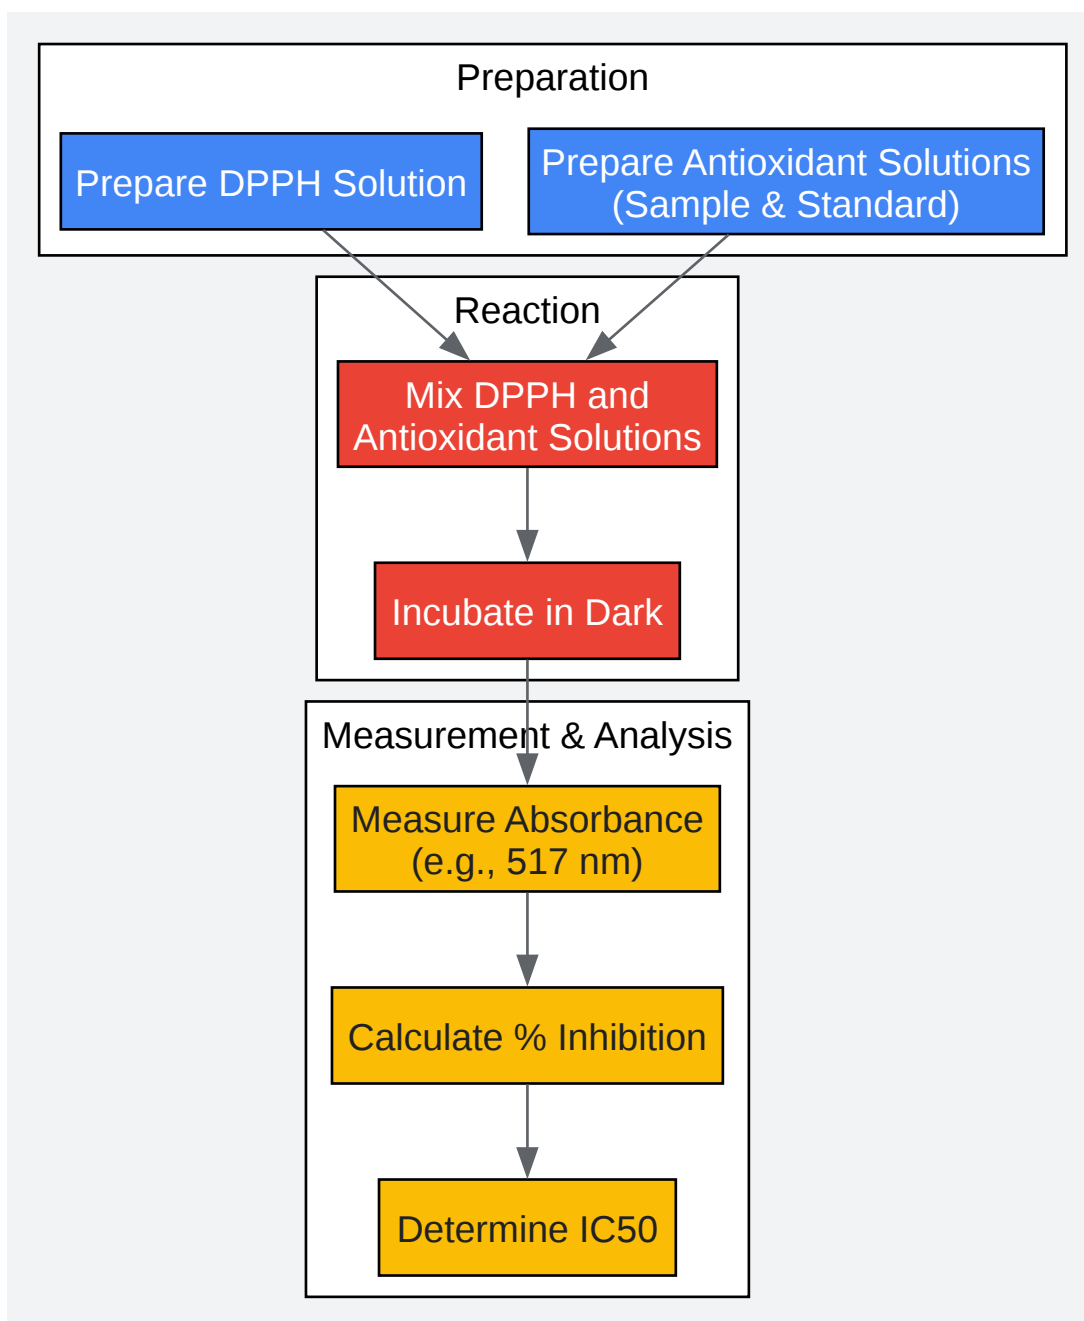 Preparation
Prepare DPPH Solution
Prepare Antioxidant Solutions
(Sample & Standard)
Reaction
Mix DPPH and
Antioxidant Solutions
Incubate in Dark
Measurement & Analysis
Measure Absorbance
(e.g., 517 nm)
Calculate % Inhibition
Determine IC50